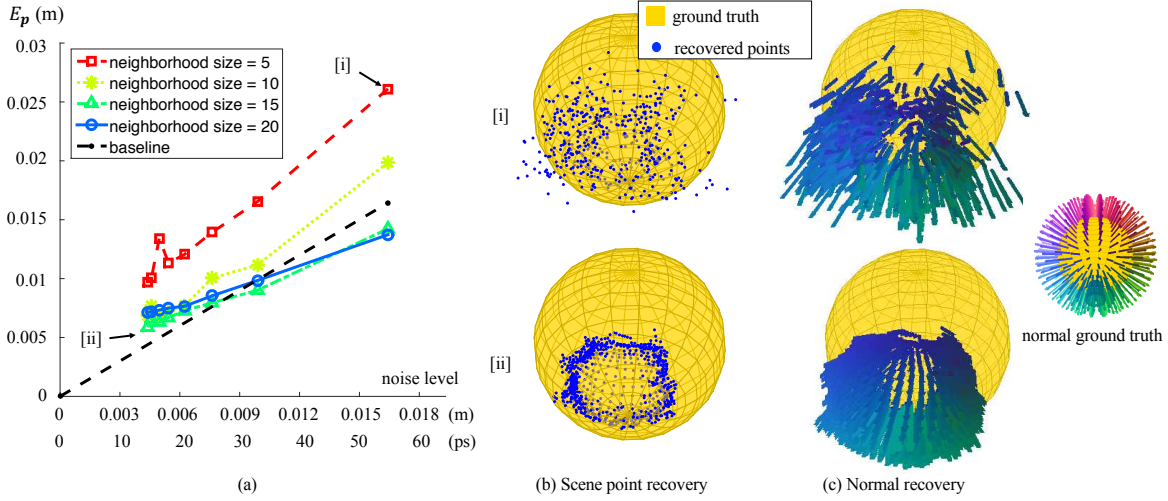 E_p (m)
0.03
0.025
0.02
0.015
0.01
0.005
0
neighborhood size = 5
neighborhood size = 10
neighborhood size = 15
neighborhood size = 20
baseline
[i]
[ii]
noise level
0 0.003 0.006 0.009 0.012 0.015 0.018 (m)
0 10 20 30 40 50 60 (ps)
(a)
ground truth
recovered points
[i]
[ii]
normal ground truth
(b) Scene point recovery
(c) Normal recovery